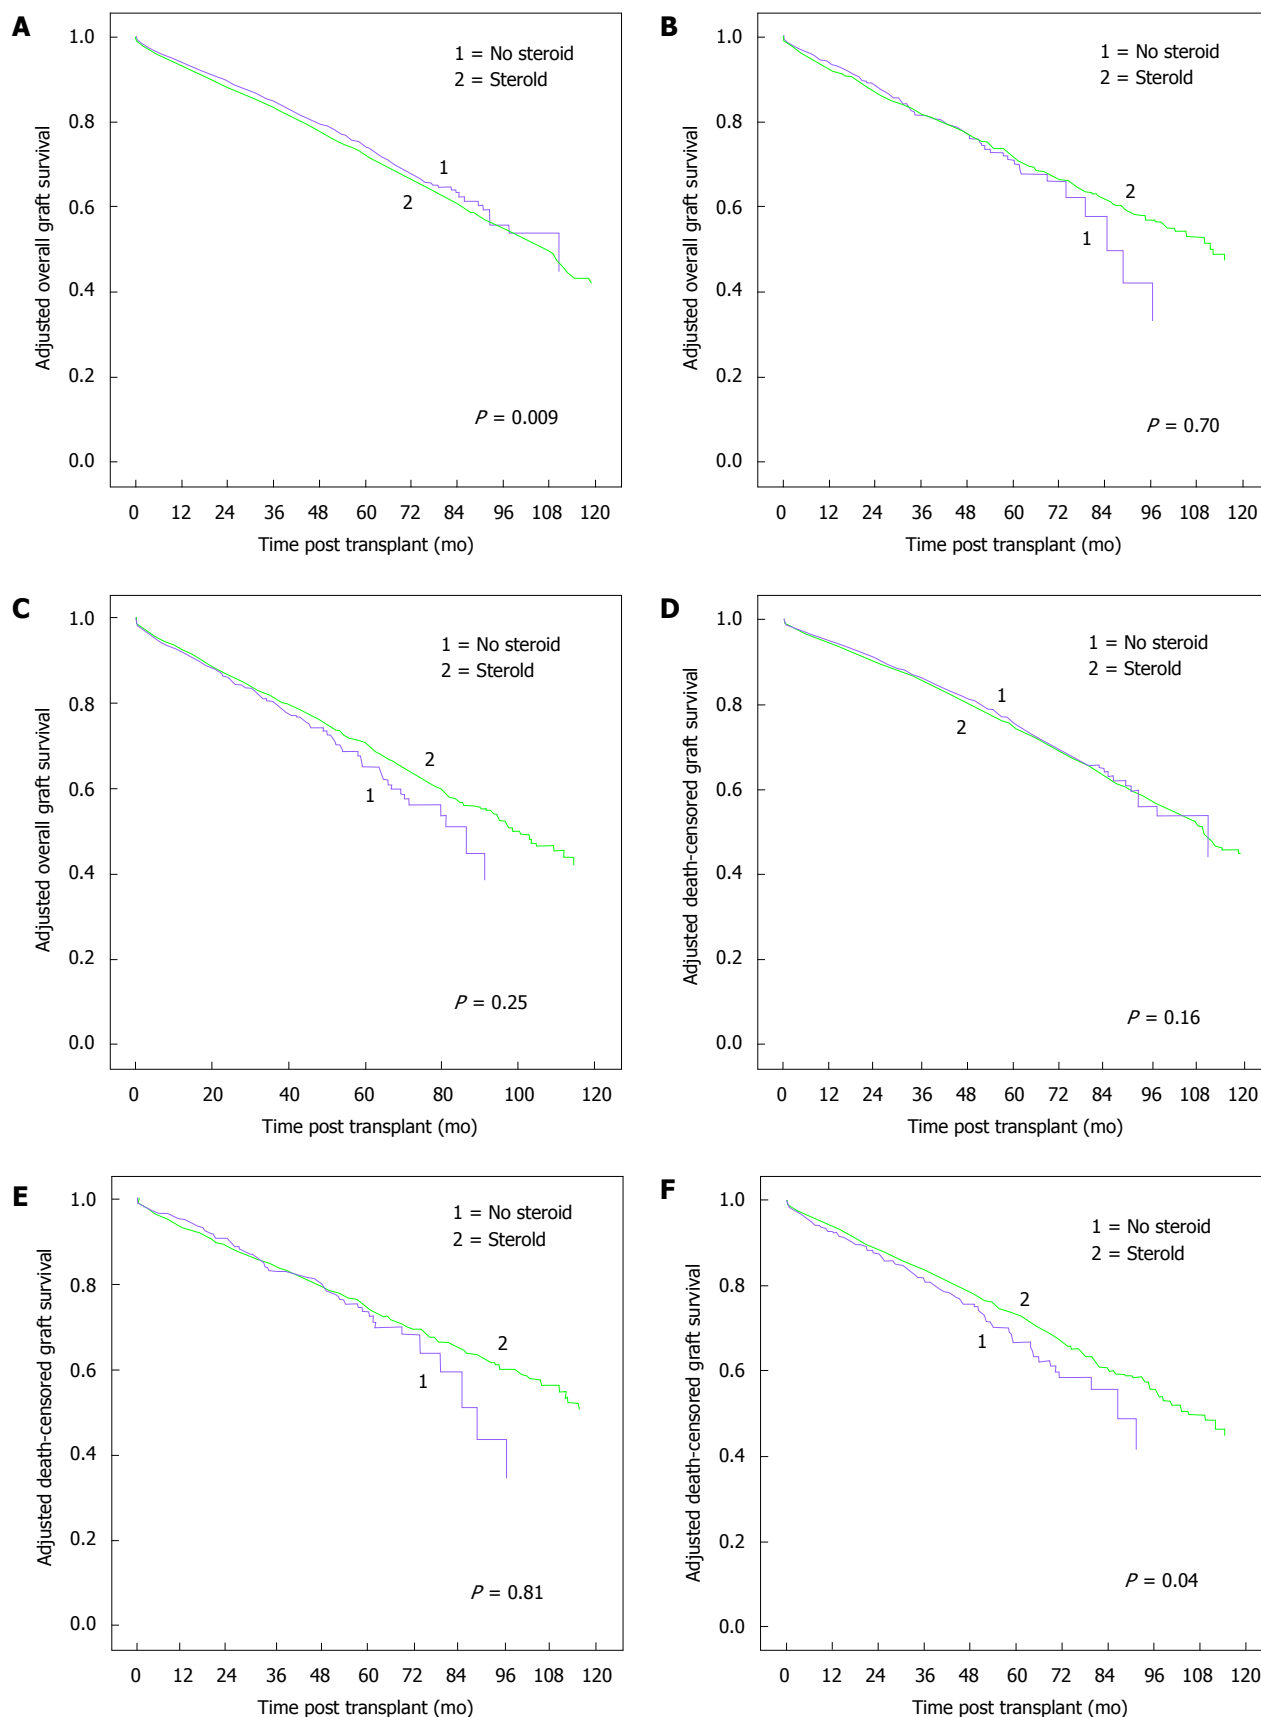 A
1.0
0.8
0.6
0.4
0.2
0.0
Adjusted overall graft survival
1 = No steroid
2 = Sterold
1
2
P = 0.009
0 12 24 36 48 60 72 84 96 108 120
Time post transplant (mo)
B
1.0
0.8
0.6
0.4
0.2
0.0
Adjusted overall graft survival
1 = No steroid
2 = Sterold
2
1
P = 0.70
0 12 24 36 48 60 72 84 96 108 120
Time post transplant (mo)
C
1.0
0.8
0.6
0.4
0.2
0.0
Adjusted overall graft survival
1 = No steroid
2 = Sterold
2
1
P = 0.25
0 20 40 60 80 100 120
Time post transplant (mo)
D
1.0
0.8
0.6
0.4
0.2
0.0
Adjusted death-censored graft survival
1 = No steroid
2 = Sterold
1
2
P = 0.16
0 12 24 36 48 60 72 84 96 108 120
Time post transplant (mo)
E
1.0
0.8
0.6
0.4
0.2
0.0
Adjusted death-censored graft survival
1 = No steroid
2 = Sterold
2
1
P = 0.81
0 12 24 36 48 60 72 84 96 108 120
Time post transplant (mo)
F
1.0
0.8
0.6
0.4
0.2
0.0
Adjusted death-censored graft survival
1 = No steroid
2 = Sterold
2
1
P = 0.04
0 12 24 36 48 60 72 84 96 108 120
Time post transplant (mo)